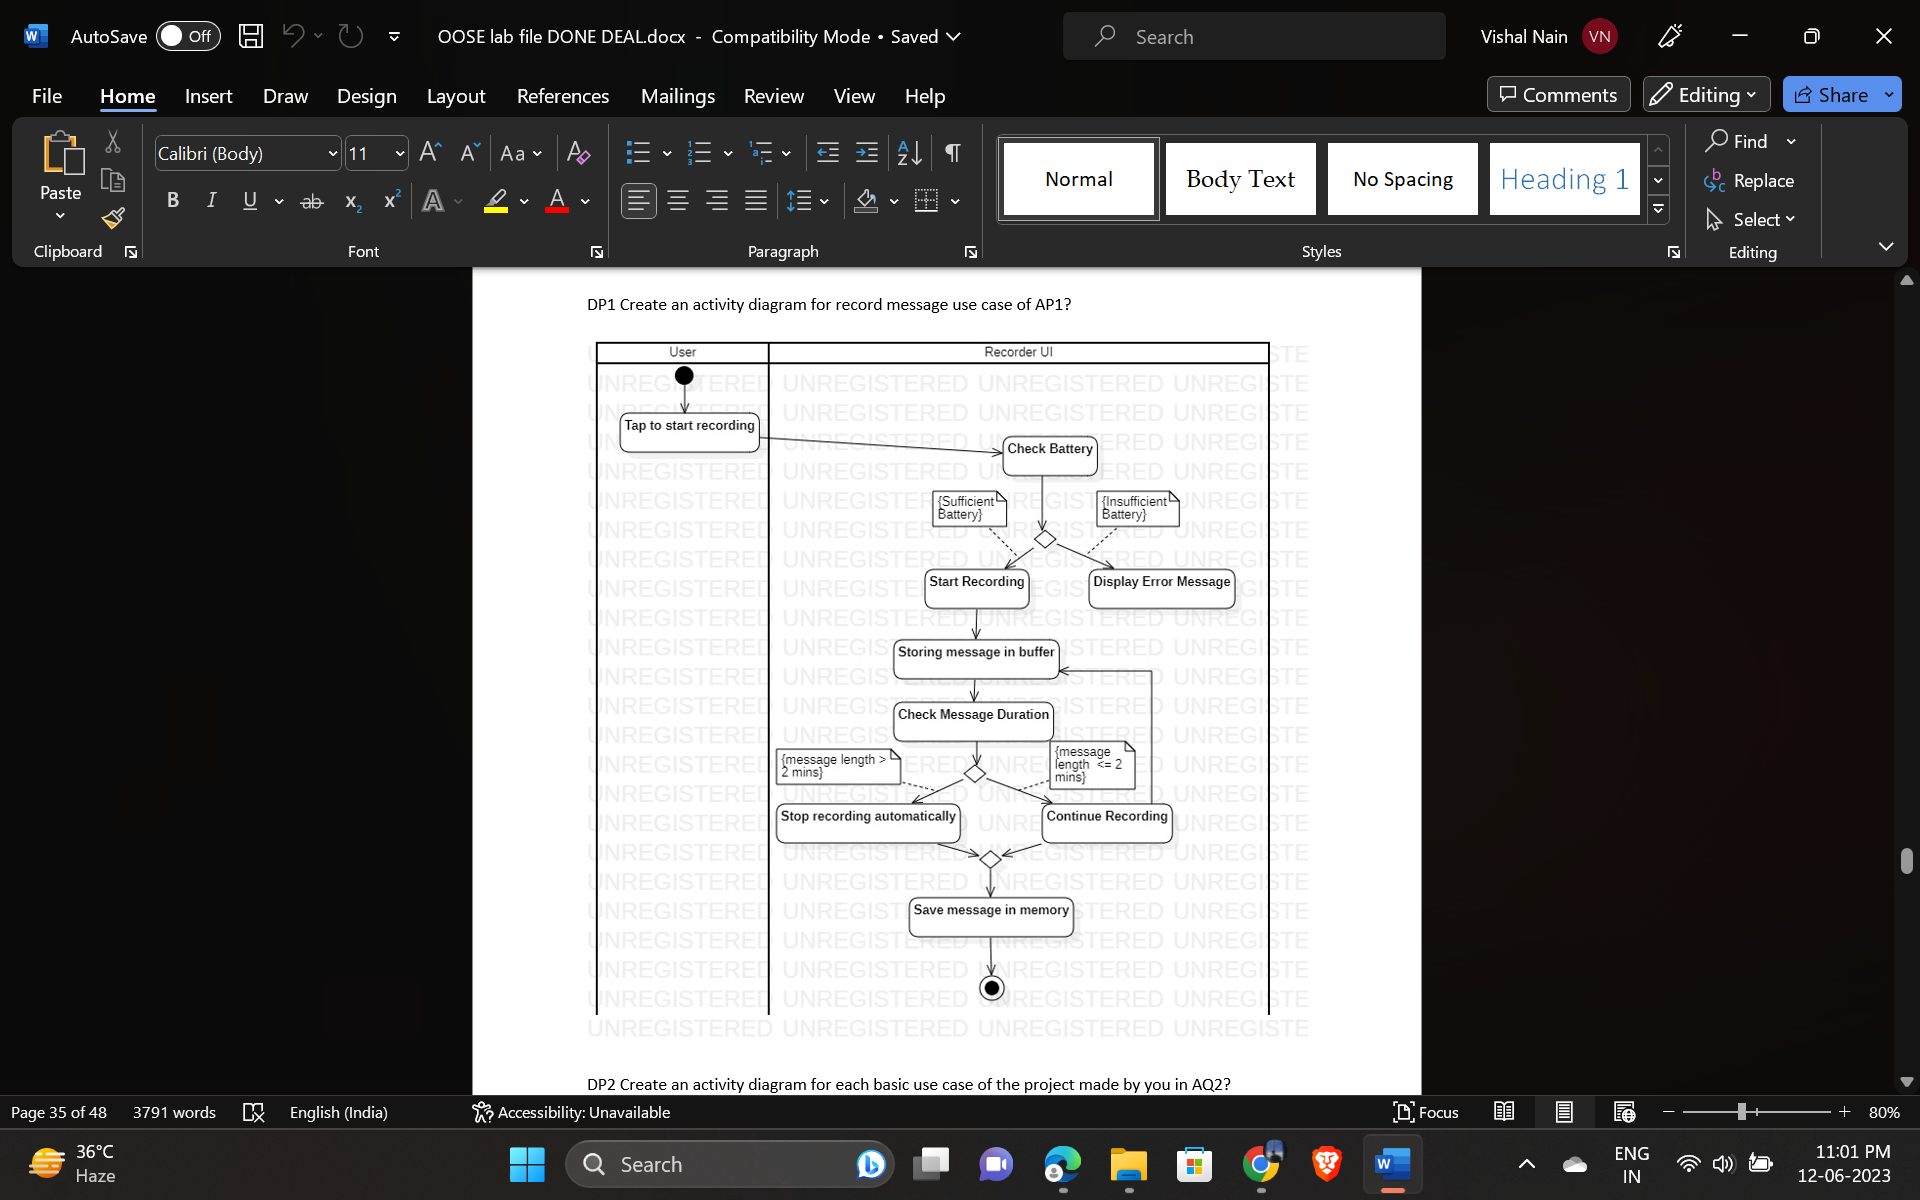 AutoSave Off OOSE lab file DONE DEAL.docx - Compatibility Mode • Saved Search Vishal Nain VN
File Home Insert Draw Design Layout References Mailings Review View Help Comments Editing Share
Calibri (Body) 11 Aa
Paste
B I U ab x2 x2 A A
Normal Body Text No Spacing Heading 1
Find
Replace
Select
Clipboard Font Paragraph Styles Editing
DP1 Create an activity diagram for record message use case of AP1?
User Recorder UI
Tap to start recording
Check Battery
{Sufficient
Battery}
{Insufficient
Battery}
Start Recording Display Error Message
Storing message in buffer
Check Message Duration
{message length >
2 mins}
{message
length <= 2
mins}
Stop recording automatically Continue Recording
Save message in memory
UNREGISTERED UNREGISTERED UNREGISTERED UNREGISTE
DP2 Create an activity diagram for each basic use case of the project made by you in AQ2?
Page 35 of 48 3791 words English (India) Accessibility: Unavailable Focus 80%
36°C
Haze
Search
ENG
IN
11:01 PM
12-06-2023